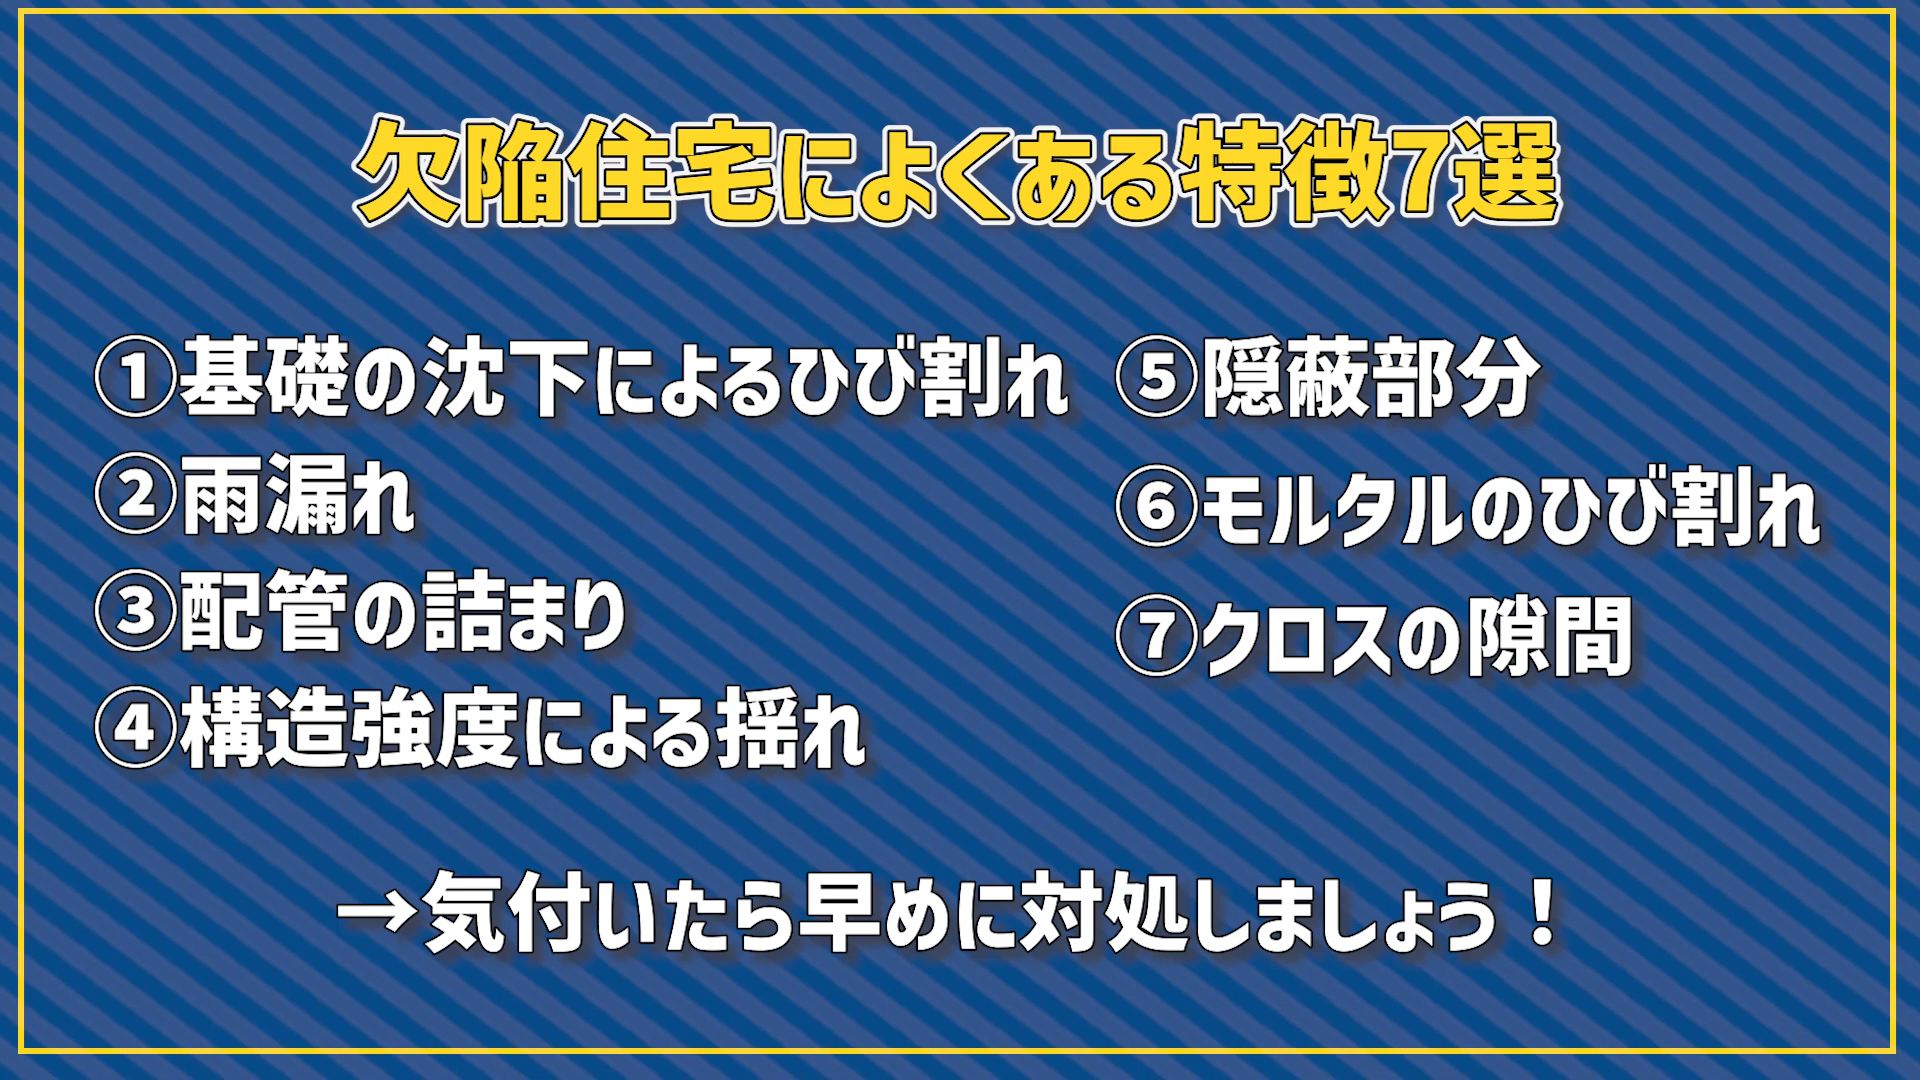 欠陥住宅によくある特徴7選
①基礎の沈下によるひび割れ
②雨漏れ
③配管の詰まり
④構造強度による揺れ
⑤隠蔽部分
⑥モルタルのひび割れ
⑦クロスの隙間
→気付いたら早めに対処しましょう！